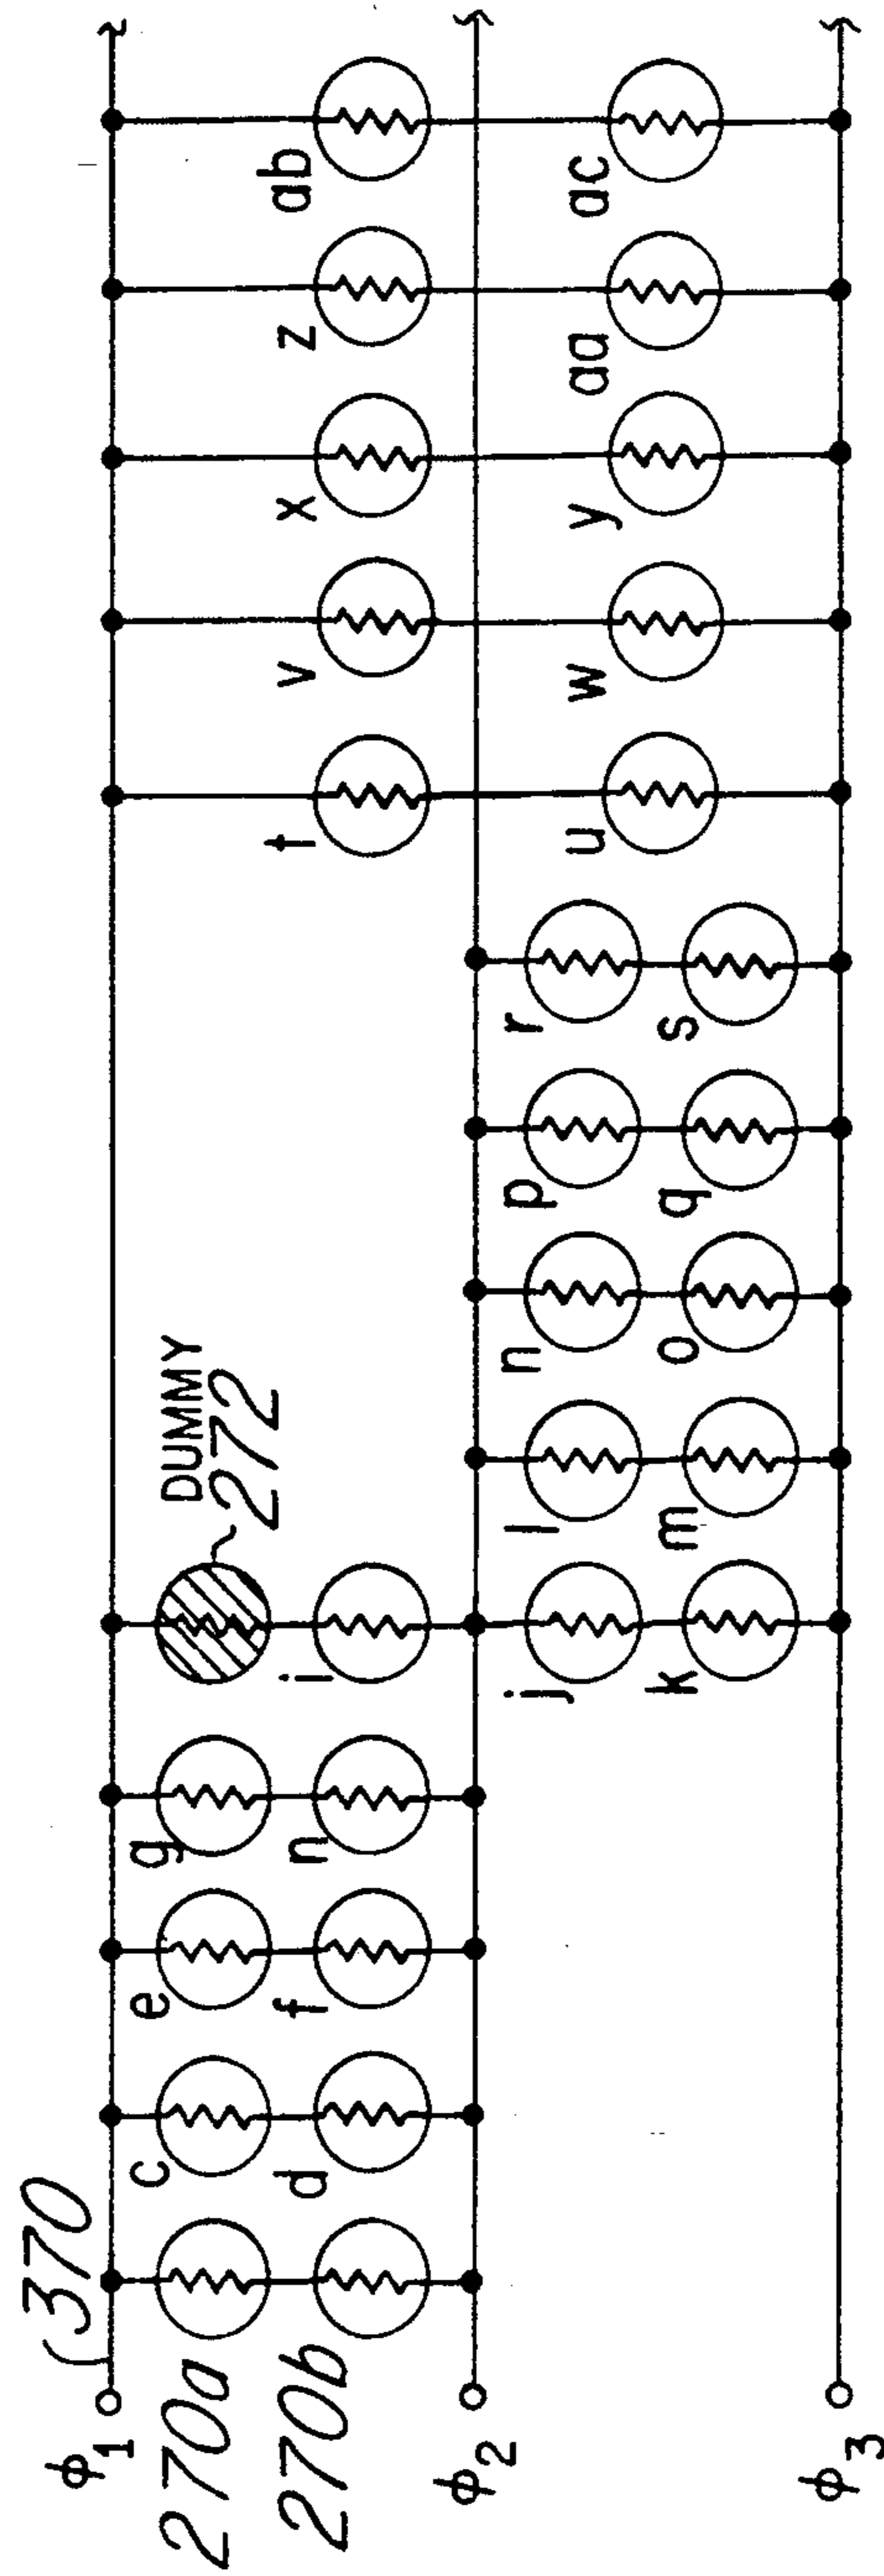 370
ϕ1
DUMMY
272
270a c e g
270b d f n i t v x z ab
ϕ2
j l n p r
u w y aa ac
k m o q s
ϕ3